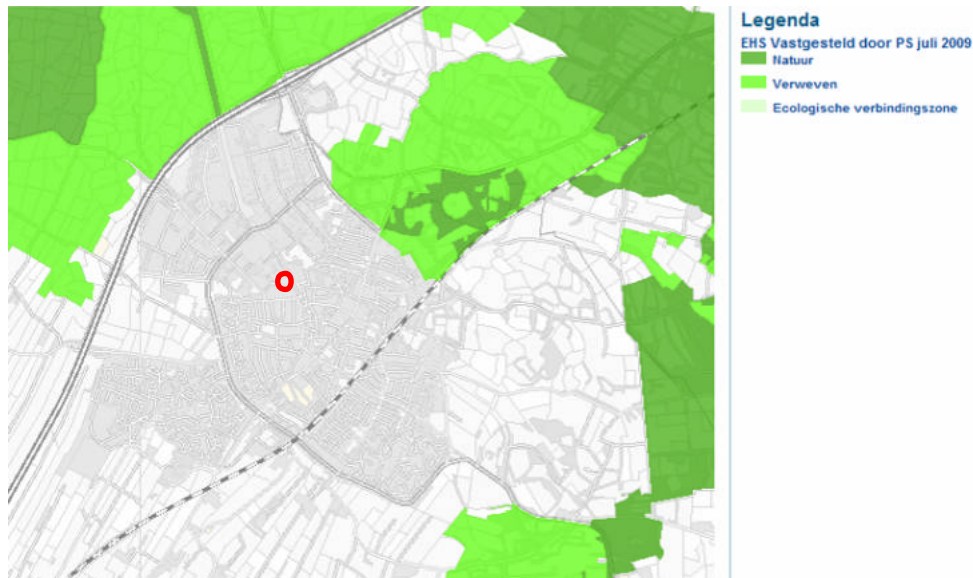 Legenda
EHS Vastgesteld door PS juli 2009
Natuur
Verweven
Ecologische verbindingszone